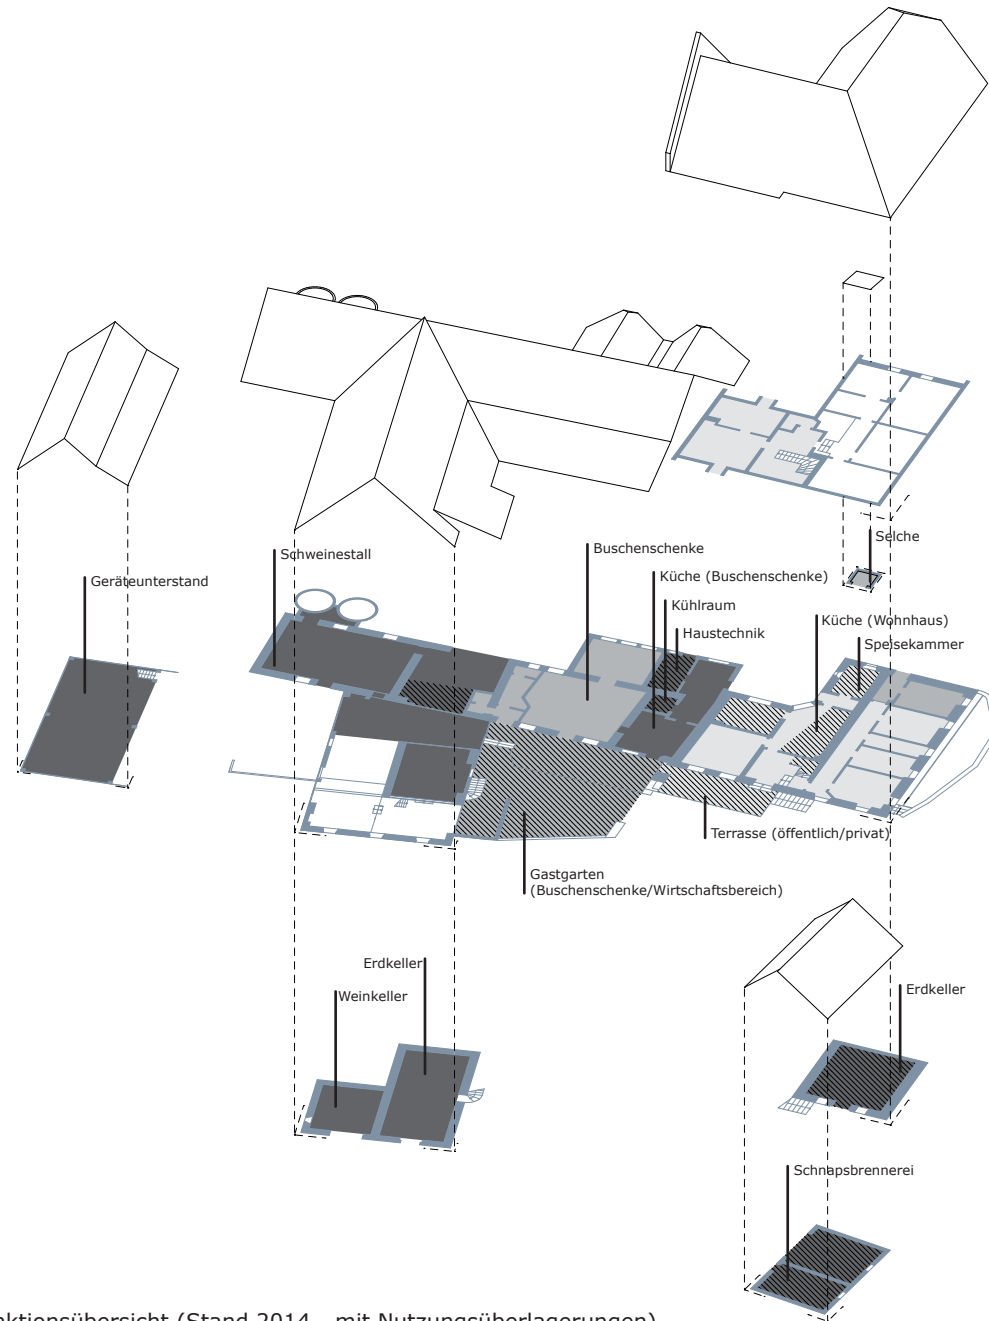 Selche
Schweinestall
Buschenschenke
Geräteunterstand
Küche (Buschenschenke)
Kühlraum
Küche (Wohnhaus)
Haustechnik
Speisekammer
Terrasse (öffentlich/privat)
Gastgarten
(Buschenschenke/Wirtschaftsbereich)
Erdkeller
Weinkeller
Erdkeller
Schnapsbrennerei
nktionsübersicht (Stand 2014 - mit Nutzungsüberlagerungen)